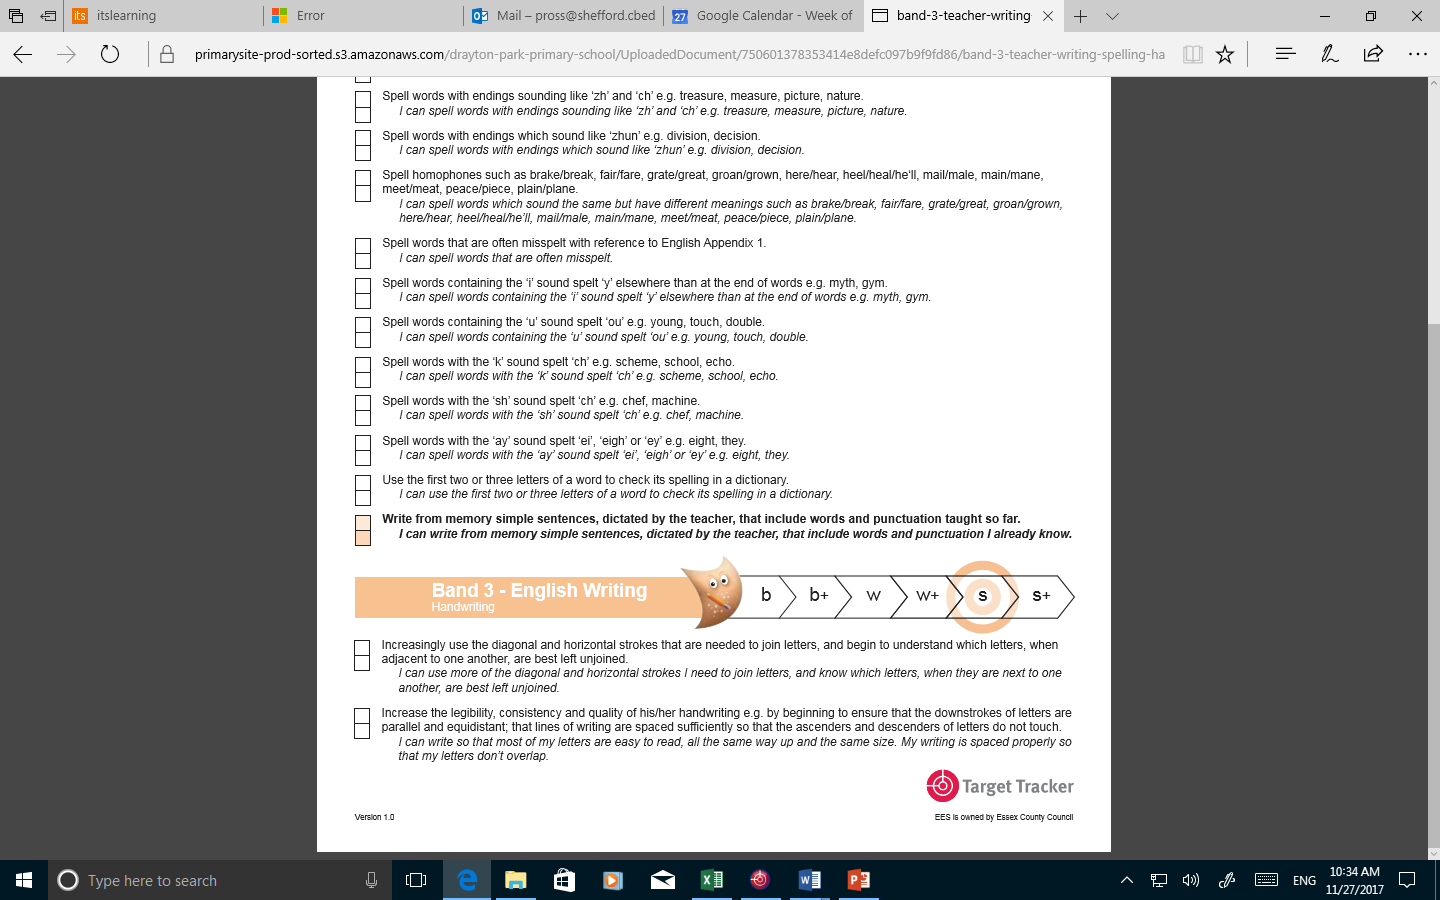 itslearning
Error
Mail – pross@shefford.cbed
27
Google Calendar - Week of
band-3-teacher-writing
primarysite-prod-sorted.s3.amazonaws.com/drayton-park-primary-school/UploadedDocument/750601378353414e8defc097b9f9fd86/band-3-teacher-writing-spelling-ha
Spell words with endings sounding like ‘zh’ and ‘ch’ e.g. treasure, measure, picture, nature.
I can spell words with endings sounding like ‘zh’ and ‘ch’ e.g. treasure, measure, picture, nature.
Spell words with endings which sound like ‘zhun’ e.g. division, decision.
I can spell words with endings which sound like ‘zhun’ e.g. division, decision.
Spell homophones such as brake/break, fair/fare, grate/great, groan/grown, here/hear, heel/heal/he‘ll, mail/male, main/mane,
meet/meat, peace/piece, plain/plane.
I can spell words which sound the same but have different meanings such as brake/break, fair/fare, grate/great, groan/grown,
here/hear, heel/heal/he’ll, mail/male, main/mane, meet/meat, peace/piece, plain/plane.
Spell words that are often misspelt with reference to English Appendix 1.
I can spell words that are often misspelt.
Spell words containing the ‘i’ sound spelt ‘y’ elsewhere than at the end of words e.g. myth, gym.
I can spell words containing the ‘i’ sound spelt ‘y’ elsewhere than at the end of words e.g. myth, gym.
Spell words containing the ‘u’ sound spelt ‘ou’ e.g. young, touch, double.
I can spell words containing the ‘u’ sound spelt ‘ou’ e.g. young, touch, double.
Spell words with the ‘k’ sound spelt ‘ch’ e.g. scheme, school, echo.
I can spell words with the ‘k’ sound spelt ‘ch’ e.g. scheme, school, echo.
Spell words with the ‘sh’ sound spelt ‘ch’ e.g. chef, machine.
I can spell words with the ‘sh’ sound spelt ‘ch’ e.g. chef, machine.
Spell words with the ‘ay’ sound spelt ‘ei’, ‘eigh’ or ‘ey’ e.g. eight, they.
I can spell words with the ‘ay’ sound spelt ‘ei’, ‘eigh’ or ‘ey’ e.g. eight, they.
Use the first two or three letters of a word to check its spelling in a dictionary.
I can use the first two or three letters of a word to check its spelling in a dictionary.
Write from memory simple sentences, dictated by the teacher, that include words and punctuation taught so far.
I can write from memory simple sentences, dictated by the teacher, that include words and punctuation I already know.
Band 3 - English Writing
Handwriting
b b+ w w+ s s+
Increasingly use the diagonal and horizontal strokes that are needed to join letters, and begin to understand which letters, when
adjacent to one another, are best left unjoined.
I can use more of the diagonal and horizontal strokes I need to join letters, and know which letters, when they are next to one
another, are best left unjoined.
Increase the legibility, consistency and quality of his/her handwriting e.g. by beginning to ensure that the downstrokes of letters are
parallel and equidistant; that lines of writing are spaced sufficiently so that the ascenders and descenders of letters do not touch.
I can write so that most of my letters are easy to read, all the same way up and the same size. My writing is spaced properly so
that my letters don’t overlap.
Target Tracker
Version 1.0
EES is owned by Essex County Council
Type here to search
ENG
10:34 AM
11/27/2017